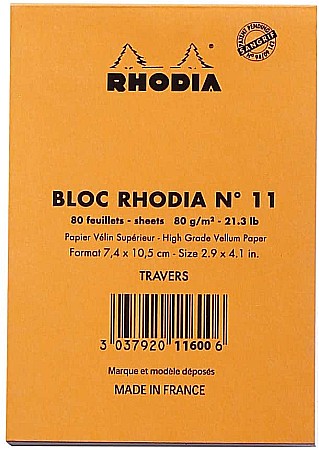 SANGRIF
RHODIA
BLOC RHODIA N° 11
80 feuillets - sheets 80 g/m² - 21.3 lb
Papier Vélin Supérieur - High Grade Vellum Paper
Format 7,4 x 10,5 cm - Size 2.9 x 4.1 in.
TRAVERS
3 037920 116006
Marque et modèle déposés
MADE IN FRANCE